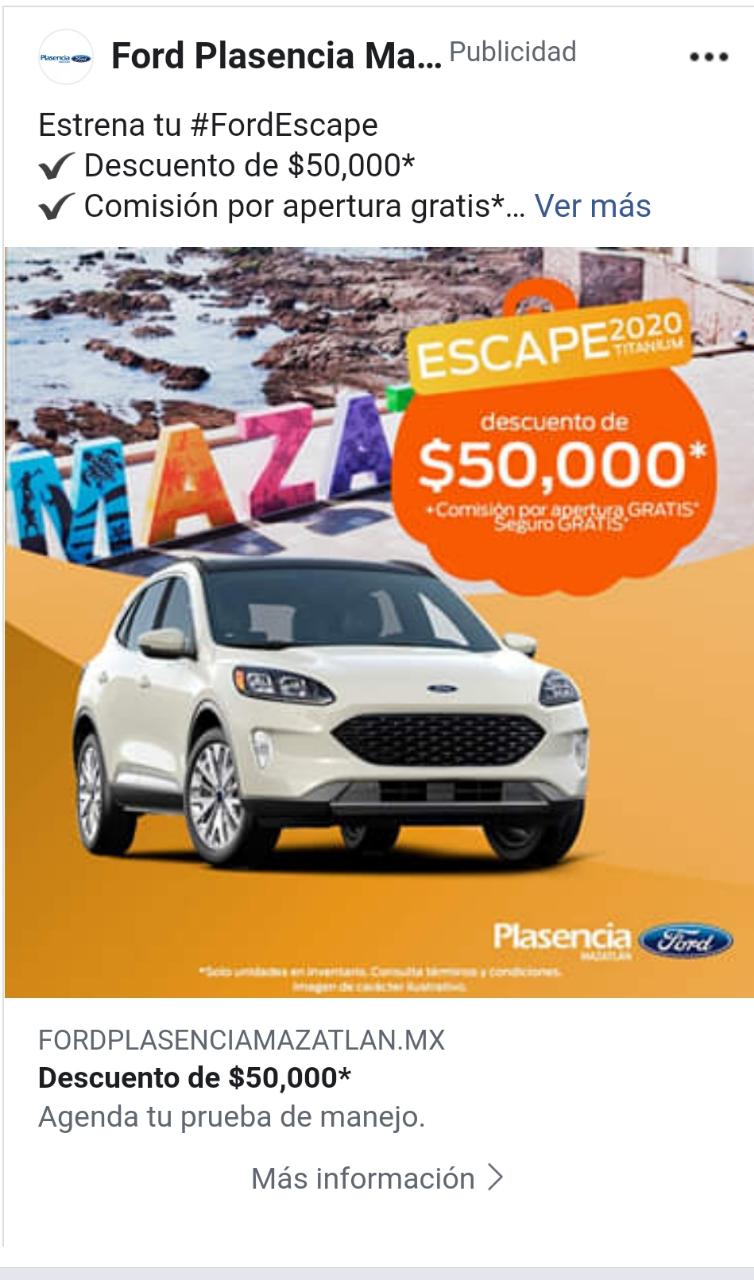 Plasencia Ford
Ford Plasencia Ma... Publicidad
Estrena tu #FordEscape
✔ Descuento de $50,000*
✔ Comisión por apertura gratis*... Ver más
MAZA
ESCAPE 2020
TITANIUM
descuento de
$50,000*
+Comisión por apertura GRATIS*
Seguro GRATIS*
Plasencia Ford
MAZATLÁN
*Solo unidades en inventario. Consulta términos y condiciones.
Imagen de carácter ilustrativo.
FORDPLASENCIAMAZATLAN.MX
Descuento de $50,000*
Agenda tu prueba de manejo.
Más información